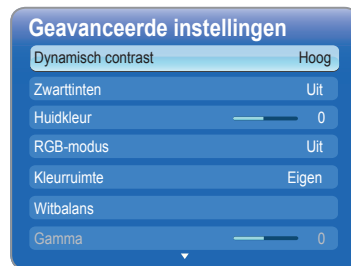 Geavanceerde instellingen
Dynamisch contrast Hoog
Zwarttinten Uit
Huidkleur 0
RGB-modus Uit
Kleurruimte Eigen
Witbalans
Gamma 0